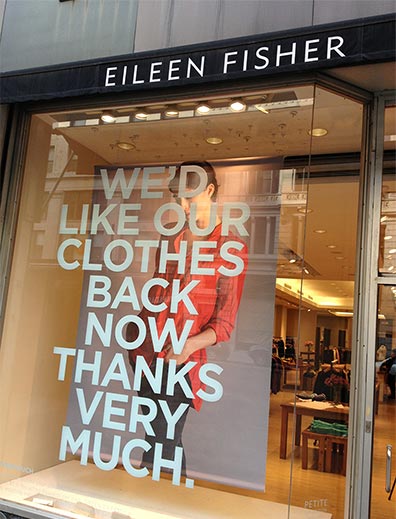 EILEEN FISHER
WE'D
LIKE OUR
CLOTHES
BACK
NOW
THANKS
VERY
MUCH.
PETITE